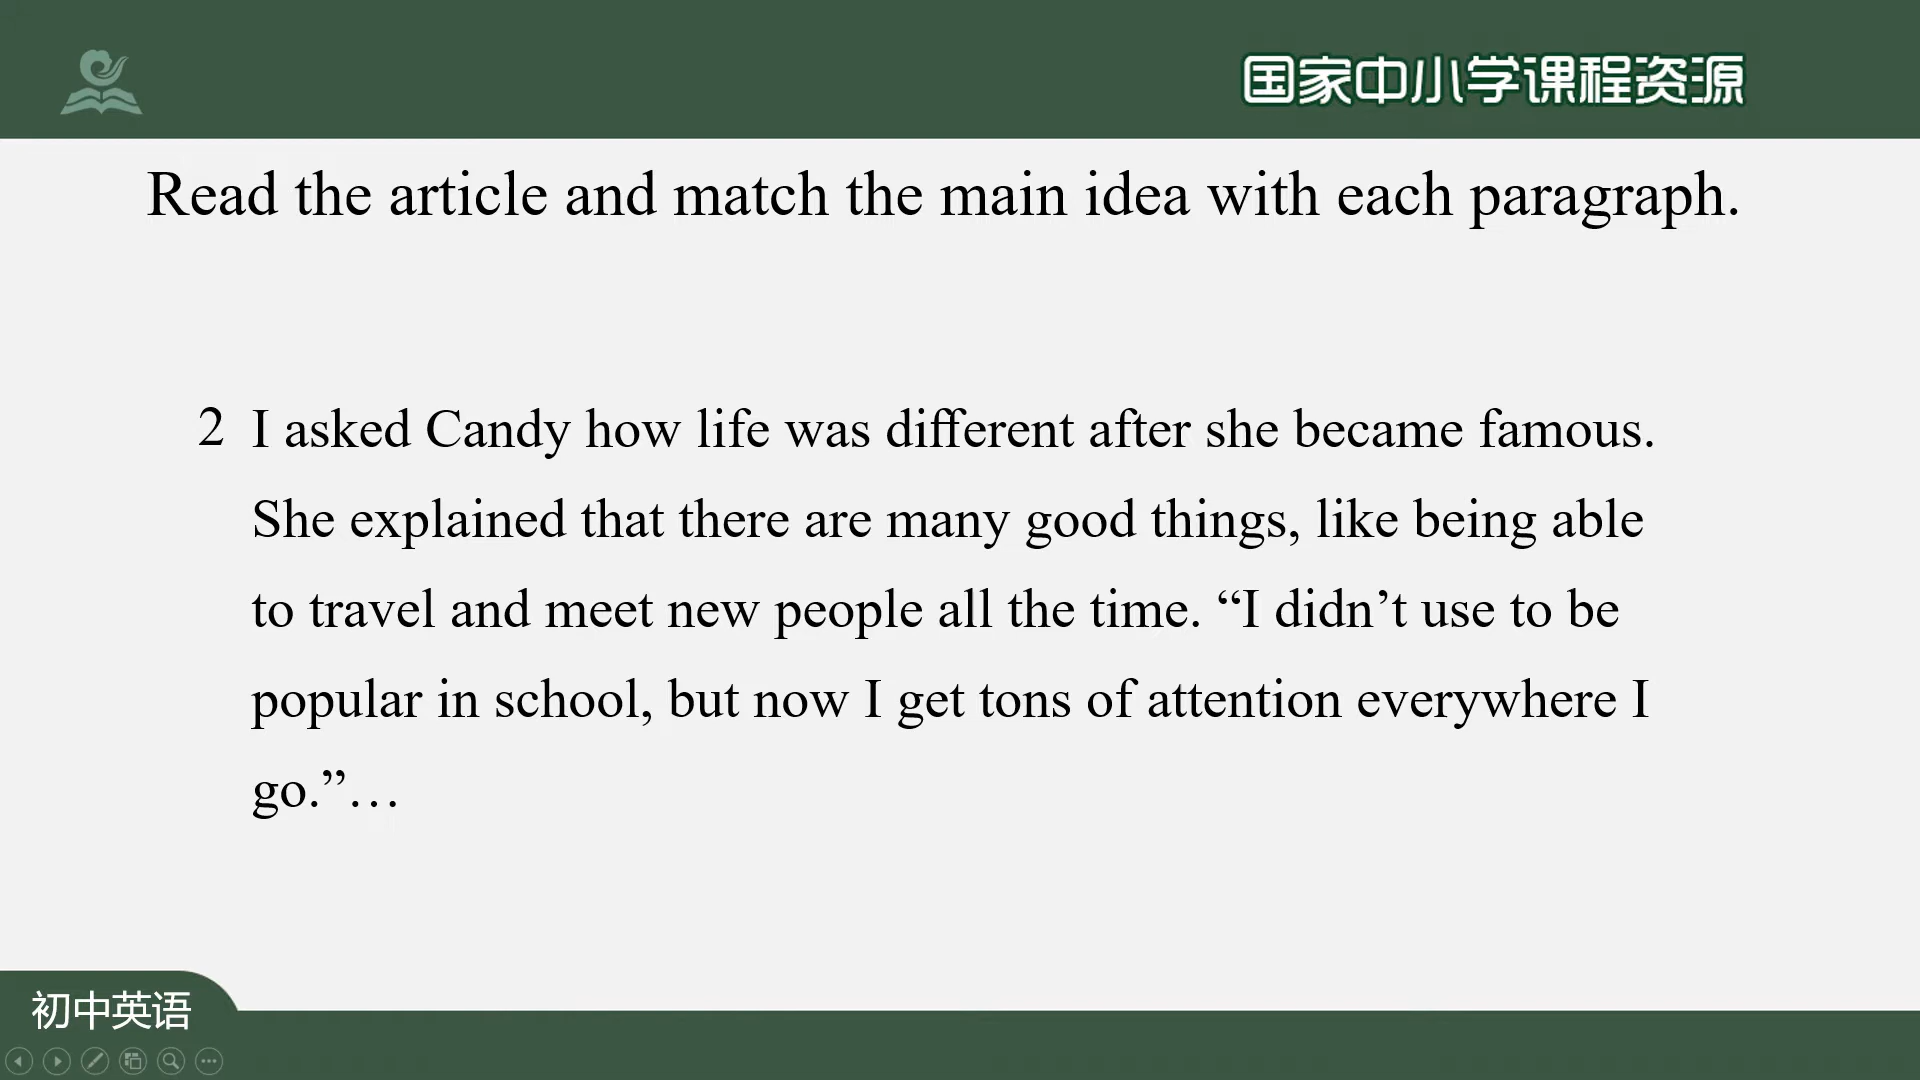 国家中小学课程资源
Read the article and match the main idea with each paragraph.
2 I asked Candy how life was different after she became famous.
She explained that there are many good things, like being able
to travel and meet new people all the time. “I didn’t use to be
popular in school, but now I get tons of attention everywhere I
go.”…
初中英语